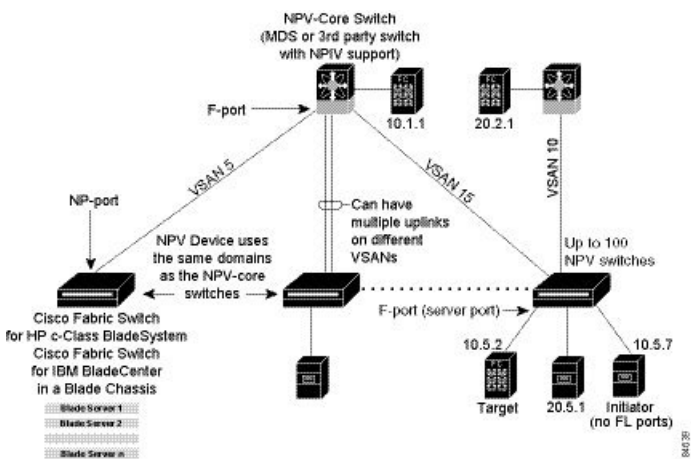 NPV-Core Switch
(MDS or 3rd party switch
with NPIV support)
F-port
FC
10.1.1
FC
20.2.1
VSAN 5
VSAN 15
VSAN 10
NP-port
Can have
multiple uplinks
on different
VSANs
NPV Device uses
the same domains
as the NPV-core
switches
Up to 100
NPV switches
Cisco Fabric Switch
for HP c-Class BladeSystem
Cisco Fabric Switch
for IBM BladeCenter
in a Blade Chassis
F-port (server port)
10.5.2
10.5.7
FC
Target
20.5.1
Initiator
(no FL ports)
Blade Server 1
Blade Server 2
Blade Server n